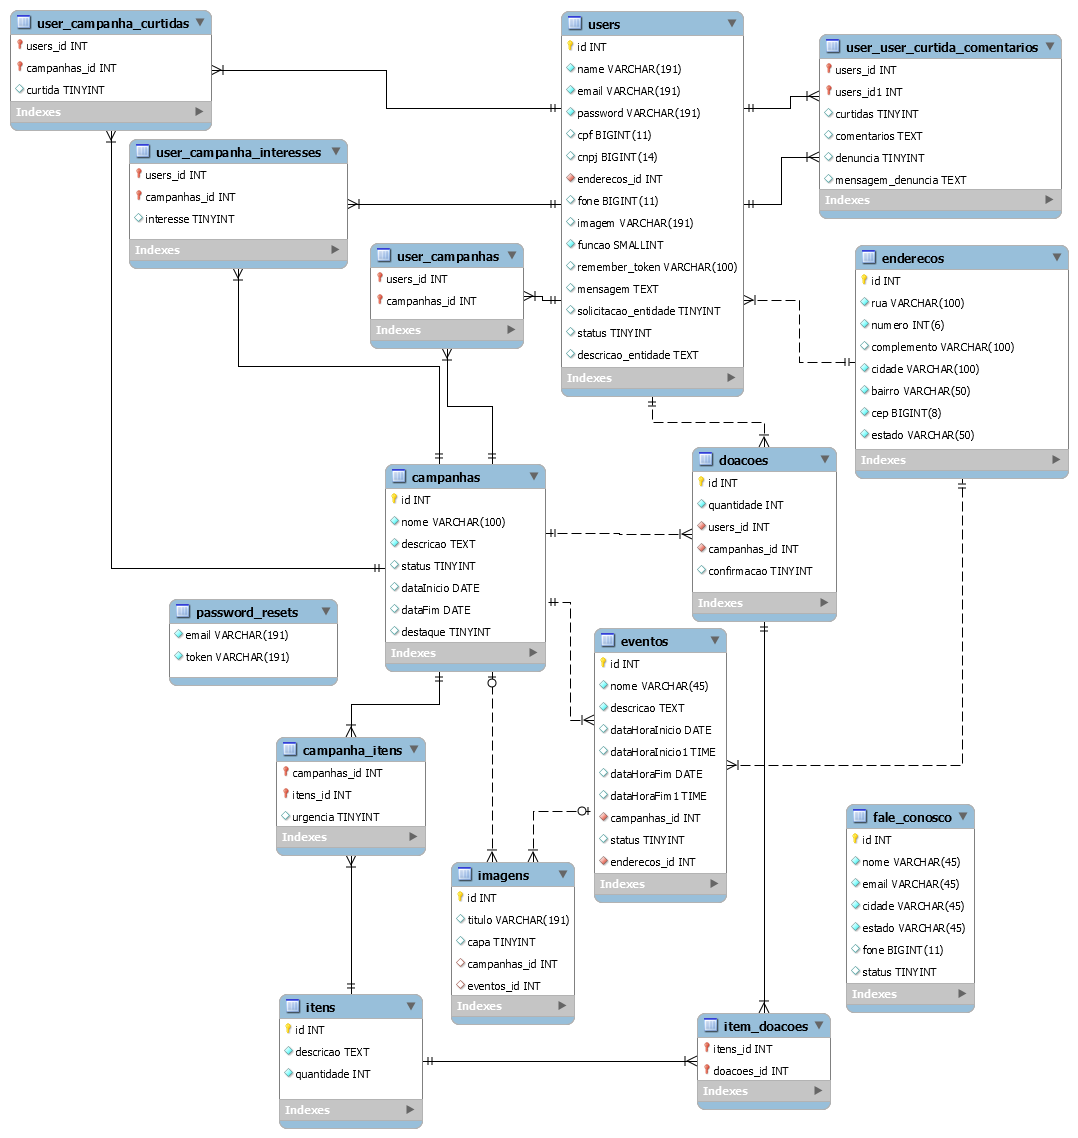 user_campanha_curtidas
users_id INT
campanhas_id INT
curtida TINYINT
Indexes
user_campanha_interesses
users_id INT
campanhas_id INT
interesse TINYINT
Indexes
user_campanhas
users_id INT
campanhas_id INT
Indexes
users
id INT
name VARCHAR(191)
email VARCHAR(191)
password VARCHAR(191)
cpf BIGINT(11)
cnpj BIGINT(14)
enderecos_id INT
fone BIGINT(11)
imagem VARCHAR(191)
funcao SMALLINT
remember_token VARCHAR(100)
mensagem TEXT
solicitacao_entidade TINYINT
status TINYINT
descricao_entidade TEXT
Indexes
user_user_curtida_comentarios
users_id INT
users_id1 INT
curtidas TINYINT
comentarios TEXT
denuncia TINYINT
mensagem_denuncia TEXT
Indexes
enderecos
id INT
rua VARCHAR(100)
numero INT(6)
complemento VARCHAR(100)
cidade VARCHAR(100)
bairro VARCHAR(50)
cep BIGINT(8)
estado VARCHAR(50)
Indexes
campanhas
id INT
nome VARCHAR(100)
descricao TEXT
status TINYINT
dataInicio DATE
dataFim DATE
destaque TINYINT
Indexes
doacoes
id INT
quantidade INT
users_id INT
campanhas_id INT
confirmacao TINYINT
Indexes
password_resets
email VARCHAR(191)
token VARCHAR(191)
eventos
id INT
nome VARCHAR(45)
descricao TEXT
dataHoraInicio DATE
dataHoraInicio1 TIME
dataHoraFim DATE
dataHoraFim1 TIME
campanhas_id INT
status TINYINT
enderecos_id INT
Indexes
campanha_itens
campanhas_id INT
itens_id INT
urgencia TINYINT
Indexes
imagens
id INT
titulo VARCHAR(191)
capa TINYINT
campanhas_id INT
eventos_id INT
Indexes
fale_conosco
id INT
nome VARCHAR(45)
email VARCHAR(45)
cidade VARCHAR(45)
estado VARCHAR(45)
fone BIGINT(11)
status TINYINT
Indexes
itens
id INT
descricao TEXT
quantidade INT
Indexes
item_doacoes
itens_id INT
doacoes_id INT
Indexes